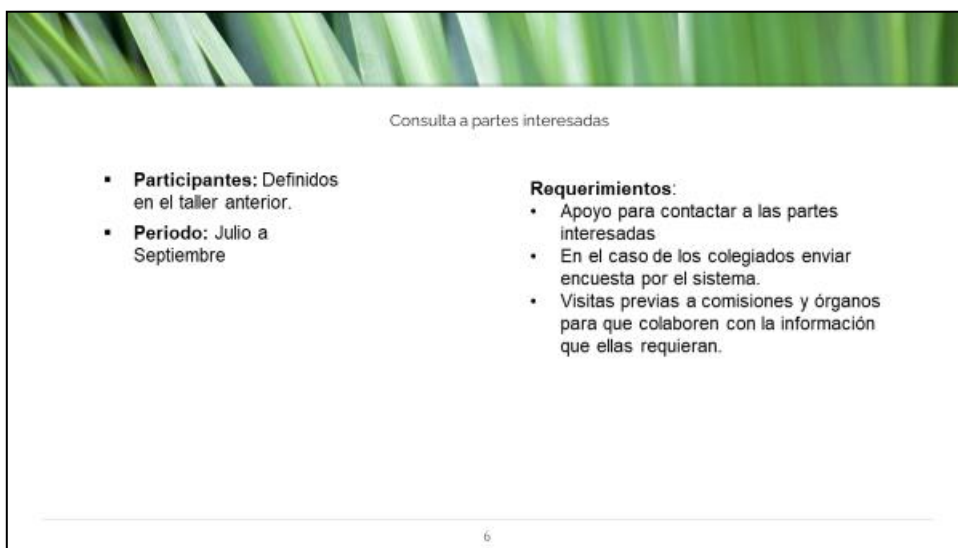 Consulta a partes interesadas
▪ Participantes: Definidos
en el taller anterior.
▪ Periodo: Julio a
Septiembre
Requerimientos:
• Apoyo para contactar a las partes
interesadas
• En el caso de los colegiados enviar
encuesta por el sistema.
• Visitas previas a comisiones y órganos
para que colaboren con la información
que ellas requieran.
6